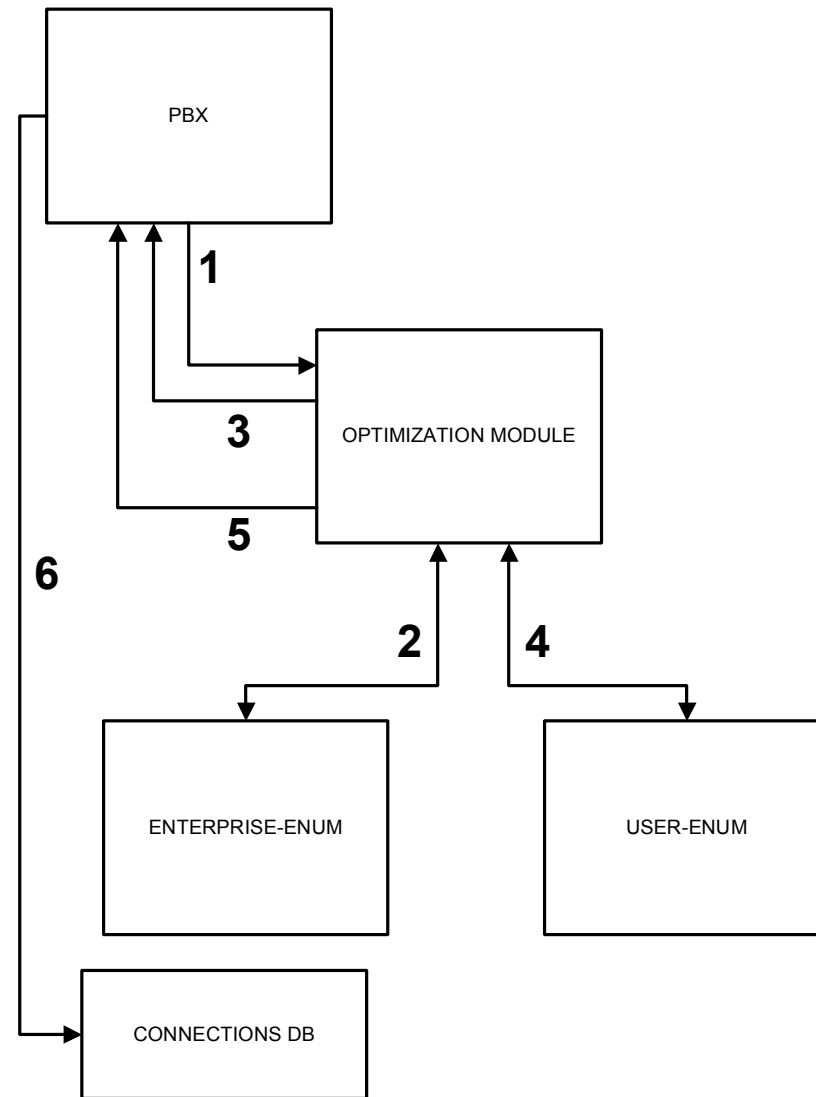 PBX
1
OPTIMIZATION MODULE
3
5
6
2
4
ENTERPRISE-ENUM
USER-ENUM
CONNECTIONS DB